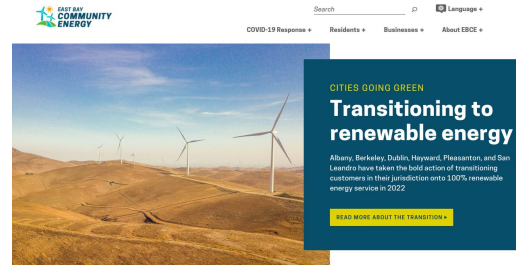 EAST BAY
COMMUNITY
ENERGY
Search
Language +
COVID-19 Response +
Residents +
Businesses +
About EBCE +
CITIES GOING GREEN
Transitioning to
renewable energy
Albany, Berkeley, Dublin, Hayward, Pleasanton, and San
Leandro have taken the bold action of transitioning
customers in their jurisdiction onto 100% renewable
energy service in 2022
READ MORE ABOUT THE TRANSITION ▸